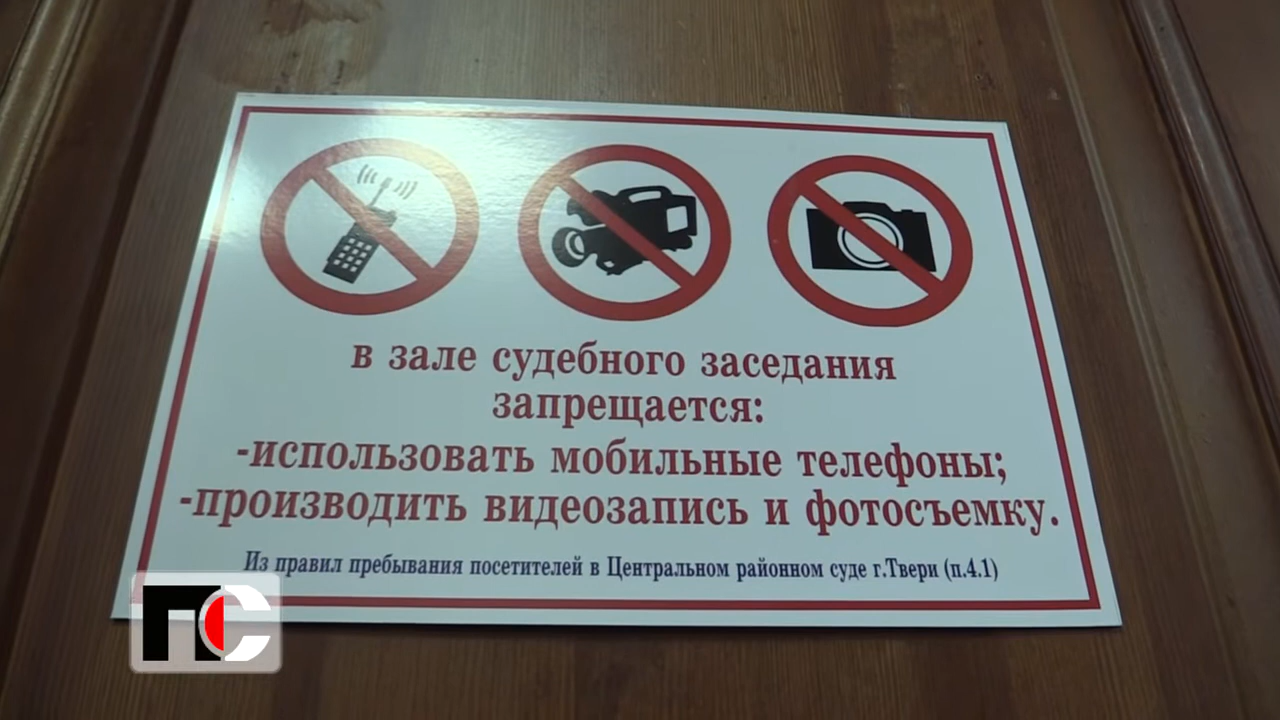 в зале судебного заседания
запрещается:
-использовать мобильные телефоны;
-производить видеозапись и фотосъемку.
Из правил пребывания посетителей в Центральном районном суде г.Твери (п.4.1)
ПС